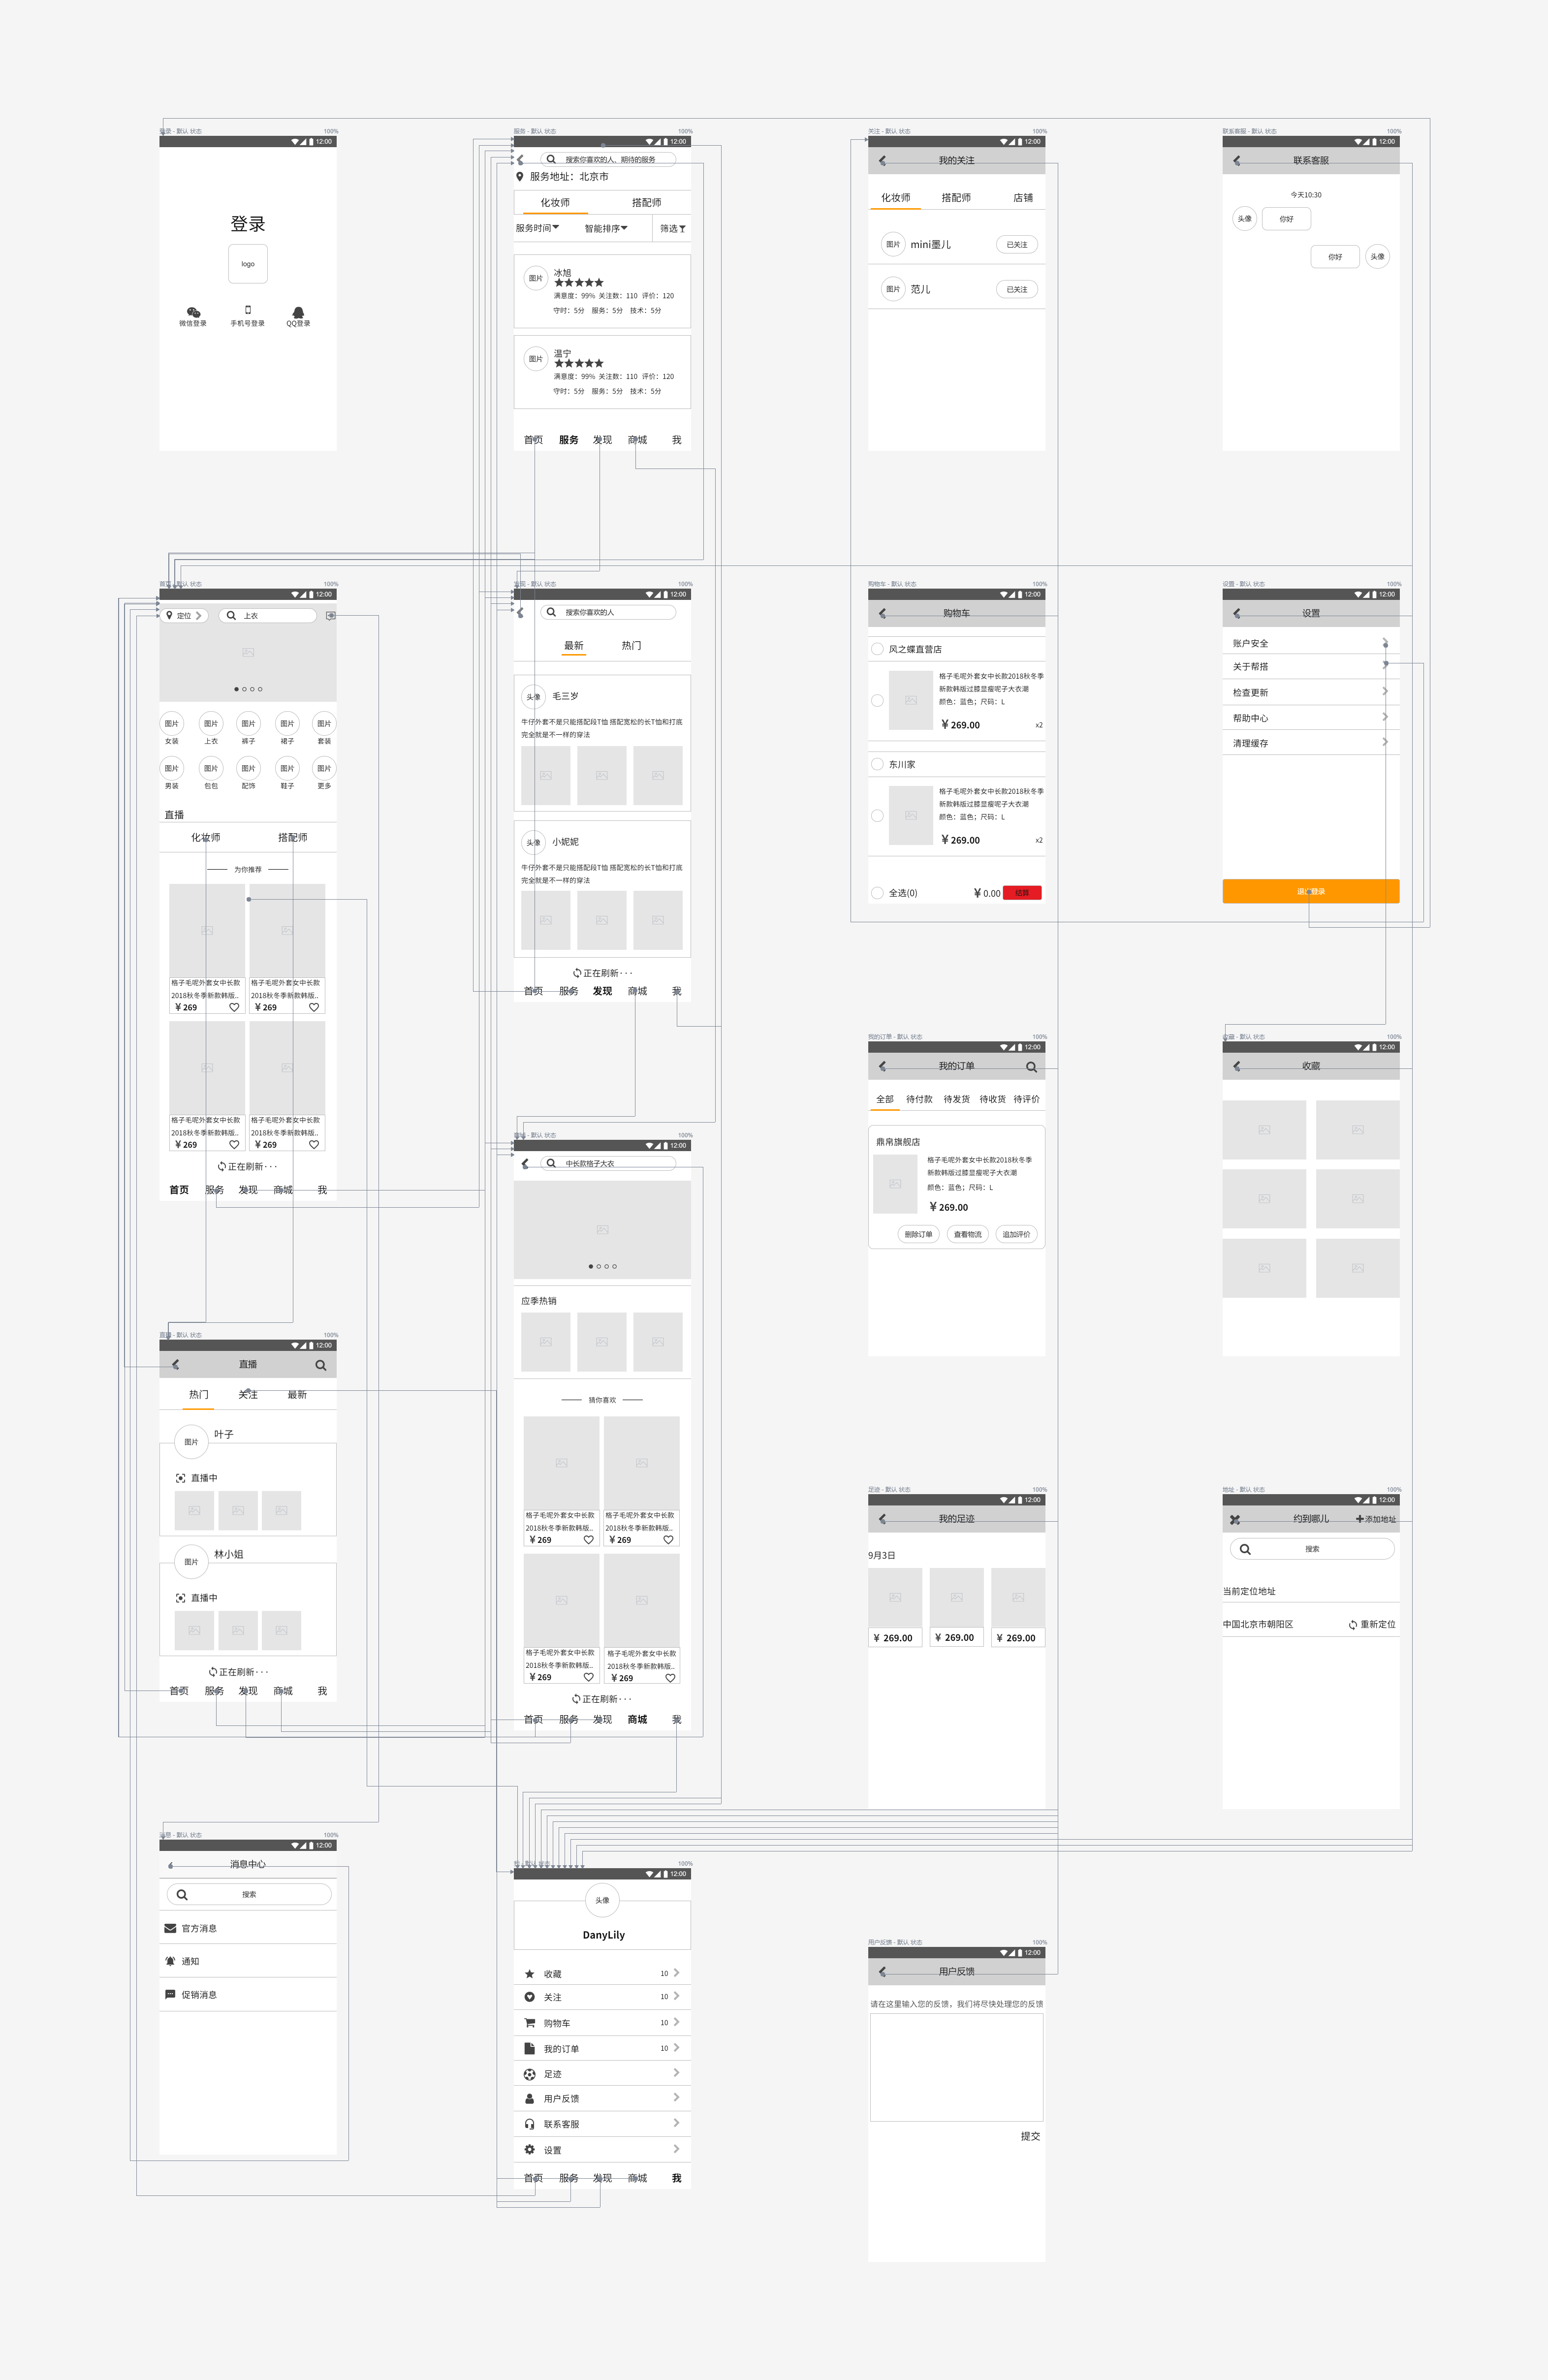 登录 - 默认 状态 100%
12:00
登录
logo
微信登录 手机号登录 QQ登录
服务 - 默认 状态 100%
12:00
搜索你喜欢的人、期待的服务
服务地址：北京市
化妆师 搭配师
服务时间 智能排序 筛选
图片 冰旭
满意度：99% 关注数：110 评价：120
守时：5分 服务：5分 技术：5分
图片 温宁
满意度：99% 关注数：110 评价：120
守时：5分 服务：5分 技术：5分
首页 服务 发现 商城 我
关注 - 默认 状态 100%
12:00
我的关注
化妆师 搭配师 店铺
图片 mini墨儿 已关注
图片 范儿 已关注
联系客服 - 默认 状态 100%
12:00
联系客服
今天10:30
头像 你好
你好 头像
首页 - 默认 状态 100%
12:00
定位 上衣
图片 图片 图片 图片 图片
女装 上衣 裤子 裙子 套装
图片 图片 图片 图片 图片
男装 包包 配饰 鞋子 更多
直播
化妆师 搭配师
为你推荐
格子毛呢外套女中长款 格子毛呢外套女中长款
2018秋冬季新款韩版.. 2018秋冬季新款韩版..
￥269 ￥269
格子毛呢外套女中长款 格子毛呢外套女中长款
2018秋冬季新款韩版.. 2018秋冬季新款韩版..
￥269 ￥269
正在刷新···
首页 服务 发现 商城 我
发现 - 默认 状态 100%
12:00
搜索你喜欢的人
最新 热门
头像 毛三岁
牛仔外套不是只能搭配段T恤 搭配宽松的长T恤和打底
完全就是不一样的穿法
头像 小妮妮
牛仔外套不是只能搭配段T恤 搭配宽松的长T恤和打底
完全就是不一样的穿法
正在刷新···
首页 服务 发现 商城 我
购物车 - 默认 状态 100%
12:00
购物车
风之蝶直营店
格子毛呢外套女中长款2018秋冬季
新款韩版过膝显瘦呢子大衣潮
颜色：蓝色；尺码：L
￥269.00 x2
东川家
格子毛呢外套女中长款2018秋冬季
新款韩版过膝显瘦呢子大衣潮
颜色：蓝色；尺码：L
￥269.00 x2
全选(0) ￥0.00 结算
设置 - 默认 状态 100%
12:00
设置
账户安全
关于帮搭
检查更新
帮助中心
清理缓存
退出登录
我的订单 - 默认 状态 100%
12:00
我的订单
全部 待付款 待发货 待收货 待评价
鼎帛旗舰店
格子毛呢外套女中长款2018秋冬季
新款韩版过膝显瘦呢子大衣潮
颜色：蓝色；尺码：L
￥269.00
删除订单 查看物流 追加评价
收藏 - 默认 状态 100%
12:00
收藏
商城 - 默认 状态 100%
12:00
中长款格子大衣
应季热销
猜你喜欢
格子毛呢外套女中长款 格子毛呢外套女中长款
2018秋冬季新款韩版.. 2018秋冬季新款韩版..
￥269 ￥269
格子毛呢外套女中长款 格子毛呢外套女中长款
2018秋冬季新款韩版.. 2018秋冬季新款韩版..
￥269 ￥269
正在刷新···
首页 服务 发现 商城 我
直播 - 默认 状态 100%
12:00
直播
热门 关注 最新
图片 叶子
直播中
图片 林小姐
直播中
正在刷新···
首页 服务 发现 商城 我
足迹 - 默认 状态 100%
12:00
我的足迹
9月3日
￥ 269.00 ￥ 269.00 ￥ 269.00
地址 - 默认 状态 100%
12:00
约到哪儿 添加地址
搜索
当前定位地址
中国北京市朝阳区 重新定位
消息 - 默认 状态 100%
12:00
消息中心
搜索
官方消息
通知
促销消息
我 - 默认 状态 100%
12:00
头像
DanyLily
收藏 10
关注 10
购物车 10
我的订单 10
足迹
用户反馈
联系客服
设置
首页 服务 发现 商城 我
用户反馈 - 默认 状态 100%
12:00
用户反馈
请在这里输入您的反馈，我们将尽快处理您的反馈
提交